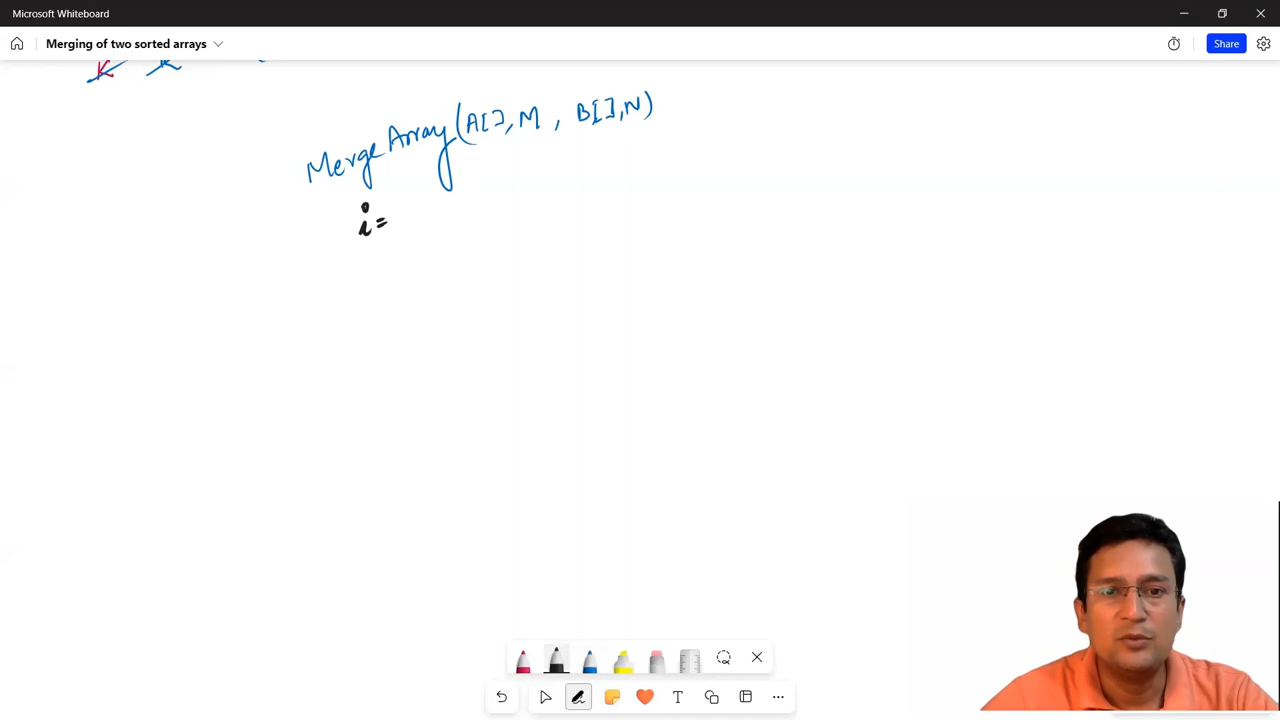 Microsoft Whiteboard
Merging of two sorted arrays
Share
K K
MergeArray(A[],M , B[],N)
i=
T